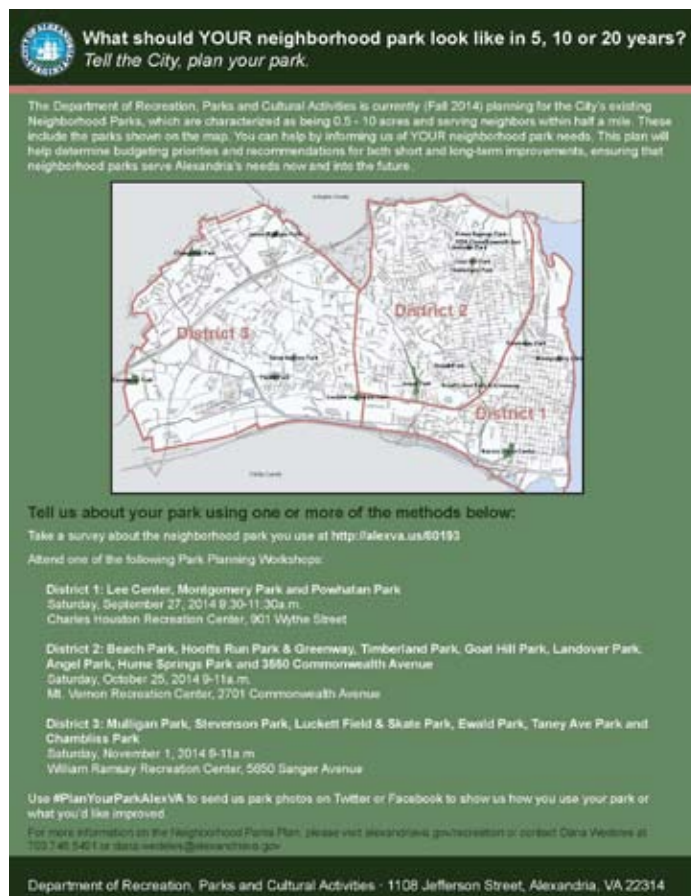 What should YOUR neighborhood park look like in 5, 10 or 20 years?
Tell the City, plan your park.
The Department of Recreation, Parks and Cultural Activities is currently (Fall 2014) planning for the City's existing
Neighborhood Parks, which are characterized as being 0.5 - 10 acres and serving neighbors within half a mile. These
include the parks shown on the map. You can help by informing us of YOUR neighborhood park needs. This plan will
help determine budgeting priorities and recommendations for both short and long-term improvements, ensuring that
neighborhood parks serve Alexandria's needs now and into the future.
District 2
District 3
District 1
Tell us about your park using one or more of the methods below:
Take a survey about the neighborhood park you use at http://alexva.us/60193
Attend one of the following Park Planning Workshops:
District 1: Lee Center, Montgomery Park and Powhatan Park
Saturday, September 27, 2014 9:30-11:30a.m.
Charles Houston Recreation Center, 901 Wythe Street
District 2: Beach Park, Hooffs Run Park & Greenway, Timberland Park, Goat Hill Park, Landover Park,
Angel Park, Hume Springs Park and 3550 Commonwealth Avenue
Saturday, October 25, 2014 9-11a.m.
Mt. Vernon Recreation Center, 2701 Commonwealth Avenue
District 3: Mulligan Park, Stevenson Park, Luckett Field & Skate Park, Ewald Park, Taney Ave Park and
Chambliss Park
Saturday, November 1, 2014 9-11a.m
William Ramsay Recreation Center, 5650 Sanger Avenue
Use #PlanYourParkAlexVA to send us park photos on Twitter or Facebook to show us how you use your park or
what you'd like improved.
For more information on the Neighborhood Parks Plan, please visit alexandriava.gov/recreation or contact Dana Wedeles at
703.746.5491 or dana.wedeles@alexandriava.gov
Department of Recreation, Parks and Cultural Activities · 1108 Jefferson Street, Alexandria, VA 22314